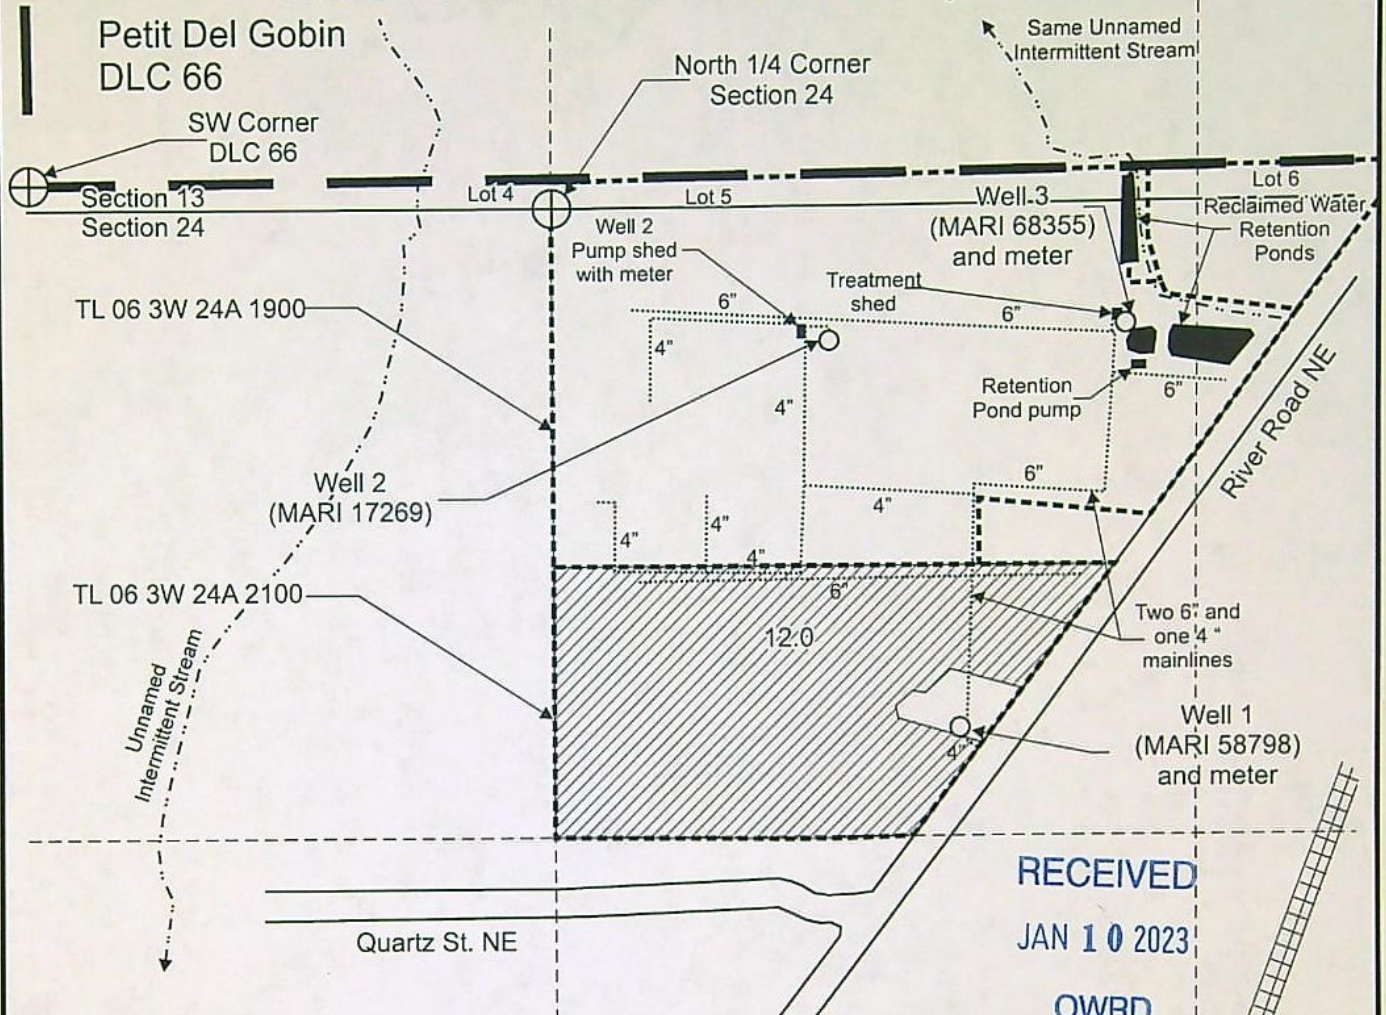 Petit Del Gobin
DLC 66
Same Unnamed
Intermittent Stream
North 1/4 Corner
Section 24
SW Corner
DLC 66
Section 13
Section 24
Lot 4
Lot 5
Lot 6
Well 3
(MARI 68355)
and meter
Reclaimed Water
Retention
Ponds
Well 2
Pump shed
with meter
Treatment
shed
TL 06 3W 24A 1900
6"
6"
4"
4"
Retention
Pond pump
6"
River Road NE
Well 2
(MARI 17269)
6"
4"
4"
4"
4"
TL 06 3W 24A 2100
6"
12.0
Two 6" and
one 4 "
mainlines
Unnamed
Intermittent Stream
Well 1
(MARI 58798)
and meter
4"
RECEIVED
JAN 10 2023
OWRD
Quartz St. NE